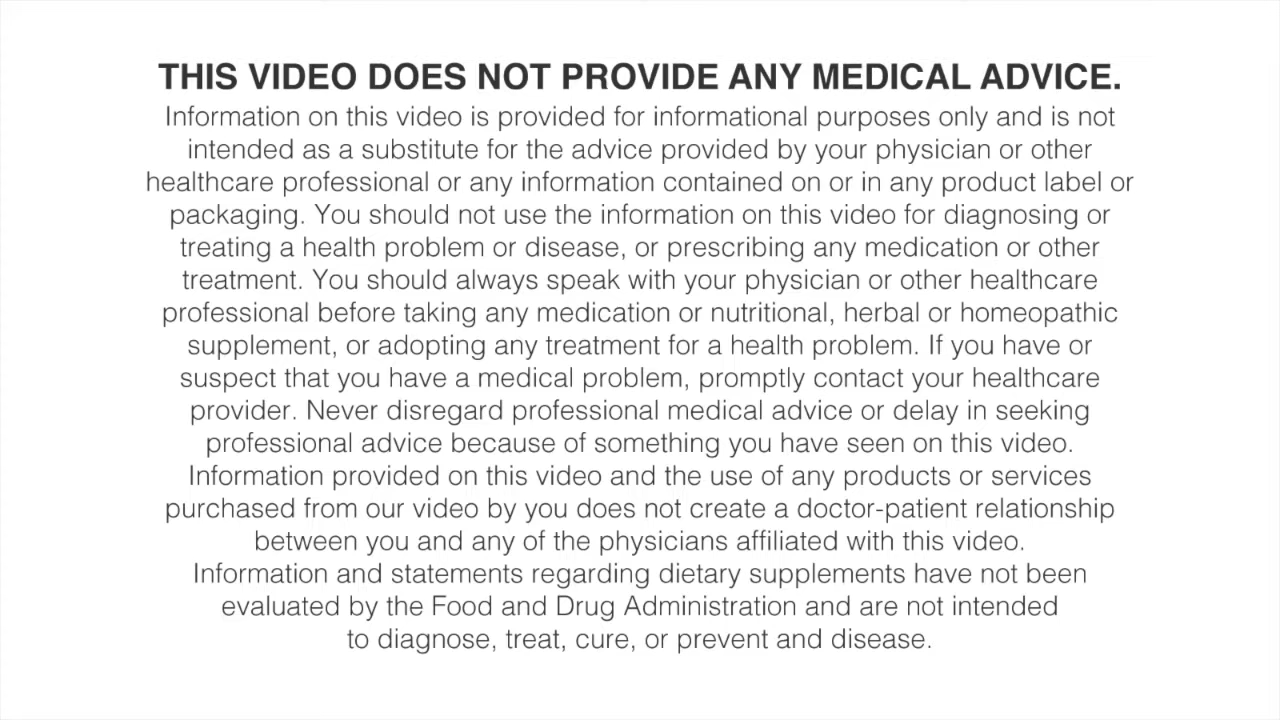 THIS VIDEO DOES NOT PROVIDE ANY MEDICAL ADVICE.
Information on this video is provided for informational purposes only and is not
intended as a substitute for the advice provided by your physician or other
healthcare professional or any information contained on or in any product label or
packaging. You should not use the information on this video for diagnosing or
treating a health problem or disease, or prescribing any medication or other
treatment. You should always speak with your physician or other healthcare
professional before taking any medication or nutritional, herbal or homeopathic
supplement, or adopting any treatment for a health problem. If you have or
suspect that you have a medical problem, promptly contact your healthcare
provider. Never disregard professional medical advice or delay in seeking
professional advice because of something you have seen on this video.
Information provided on this video and the use of any products or services
purchased from our video by you does not create a doctor-patient relationship
between you and any of the physicians affiliated with this video.
Information and statements regarding dietary supplements have not been
evaluated by the Food and Drug Administration and are not intended
to diagnose, treat, cure, or prevent and disease.